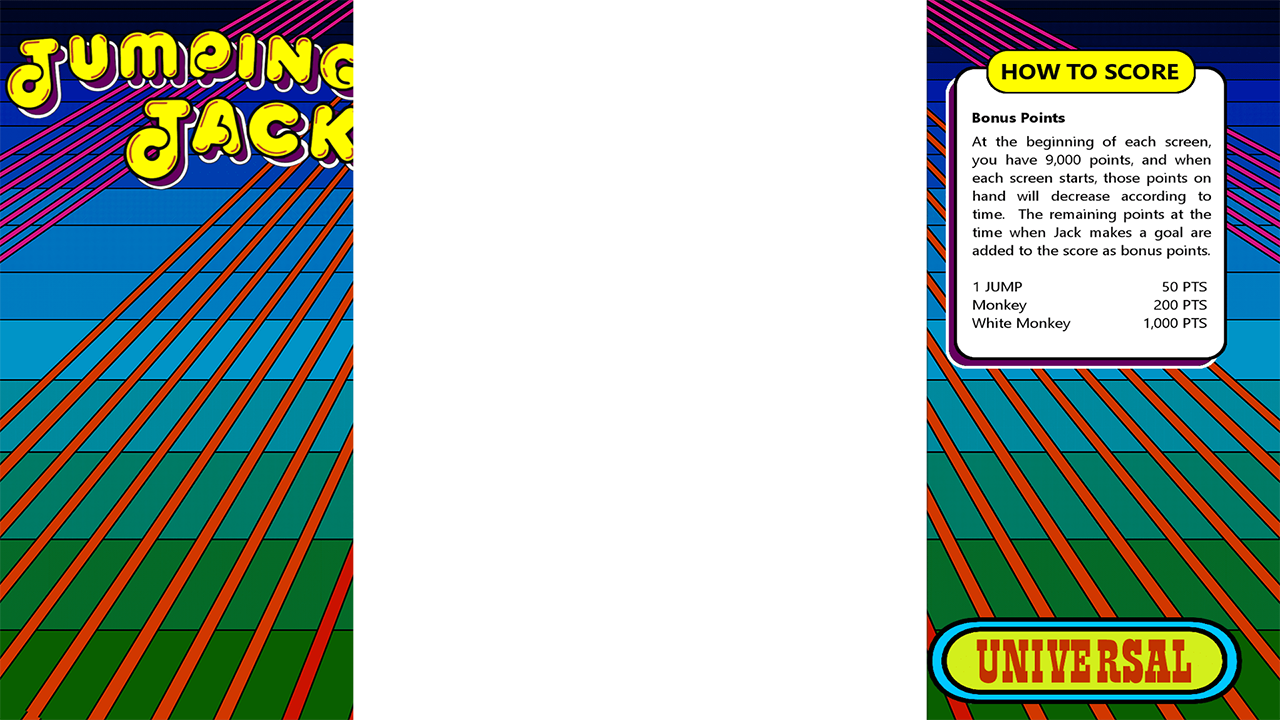 JUMPING
JACK
HOW TO SCORE
Bonus Points
At the beginning of each screen,
you have 9,000 points, and when
each screen starts, those points on
hand will decrease according to
time. The remaining points at the
time when Jack makes a goal are
added to the score as bonus points.
1 JUMP 50 PTS
Monkey 200 PTS
White Monkey 1,000 PTS
UNIVERSAL